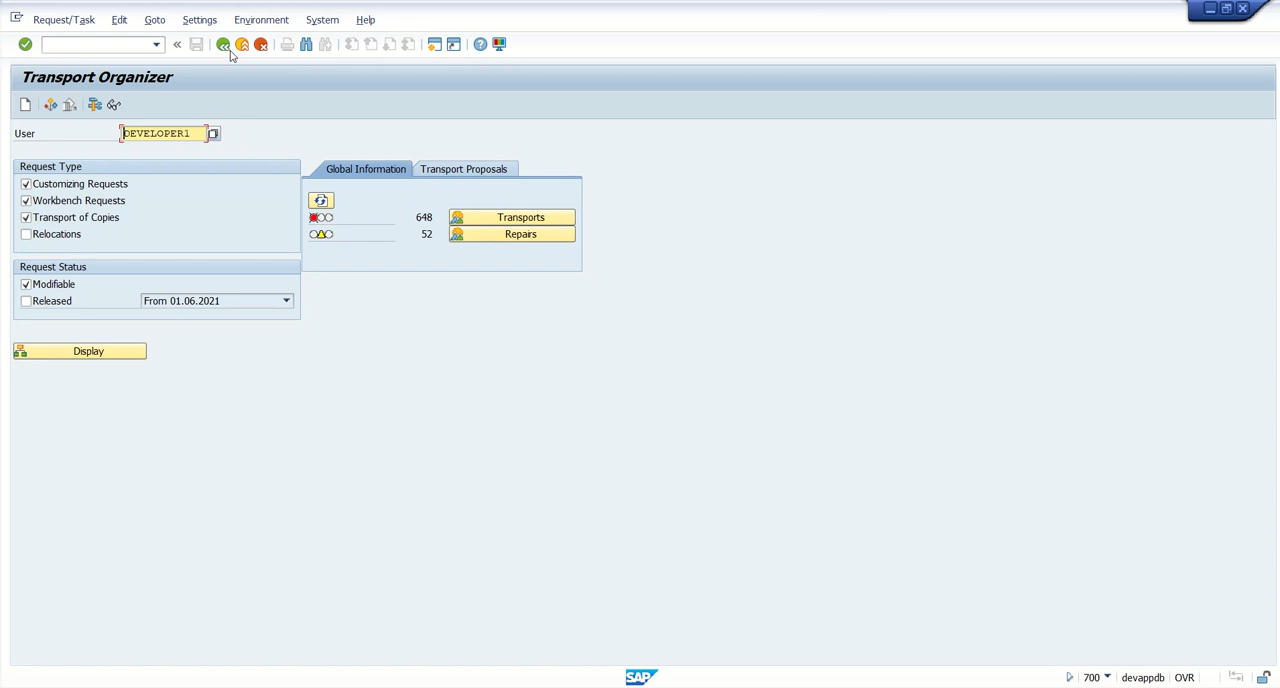 Request/Task Edit Goto Settings Environment System Help
Transport Organizer
User DEVELOPER1
Request Type
Customizing Requests
Workbench Requests
Transport of Copies
Relocations
Global Information Transport Proposals
648 Transports
52 Repairs
Request Status
Modifiable
Released From 01.06.2021
Display
SAP
700 devappdb OVR